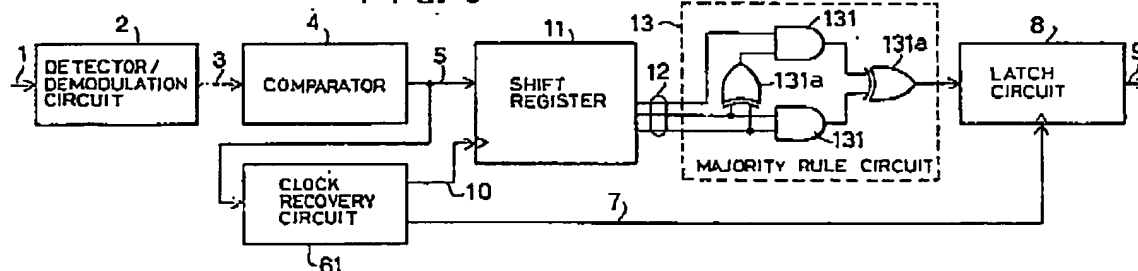 1
2
DETECTOR/
DEMODULATION
CIRCUIT
3
4
COMPARATOR
5
11
SHIFT
REGISTER
12
13
131
131a
131a
131
MAJORITY RULE CIRCUIT
8
LATCH
CIRCUIT
9
CLOCK
RECOVERY
CIRCUIT
10
7
61